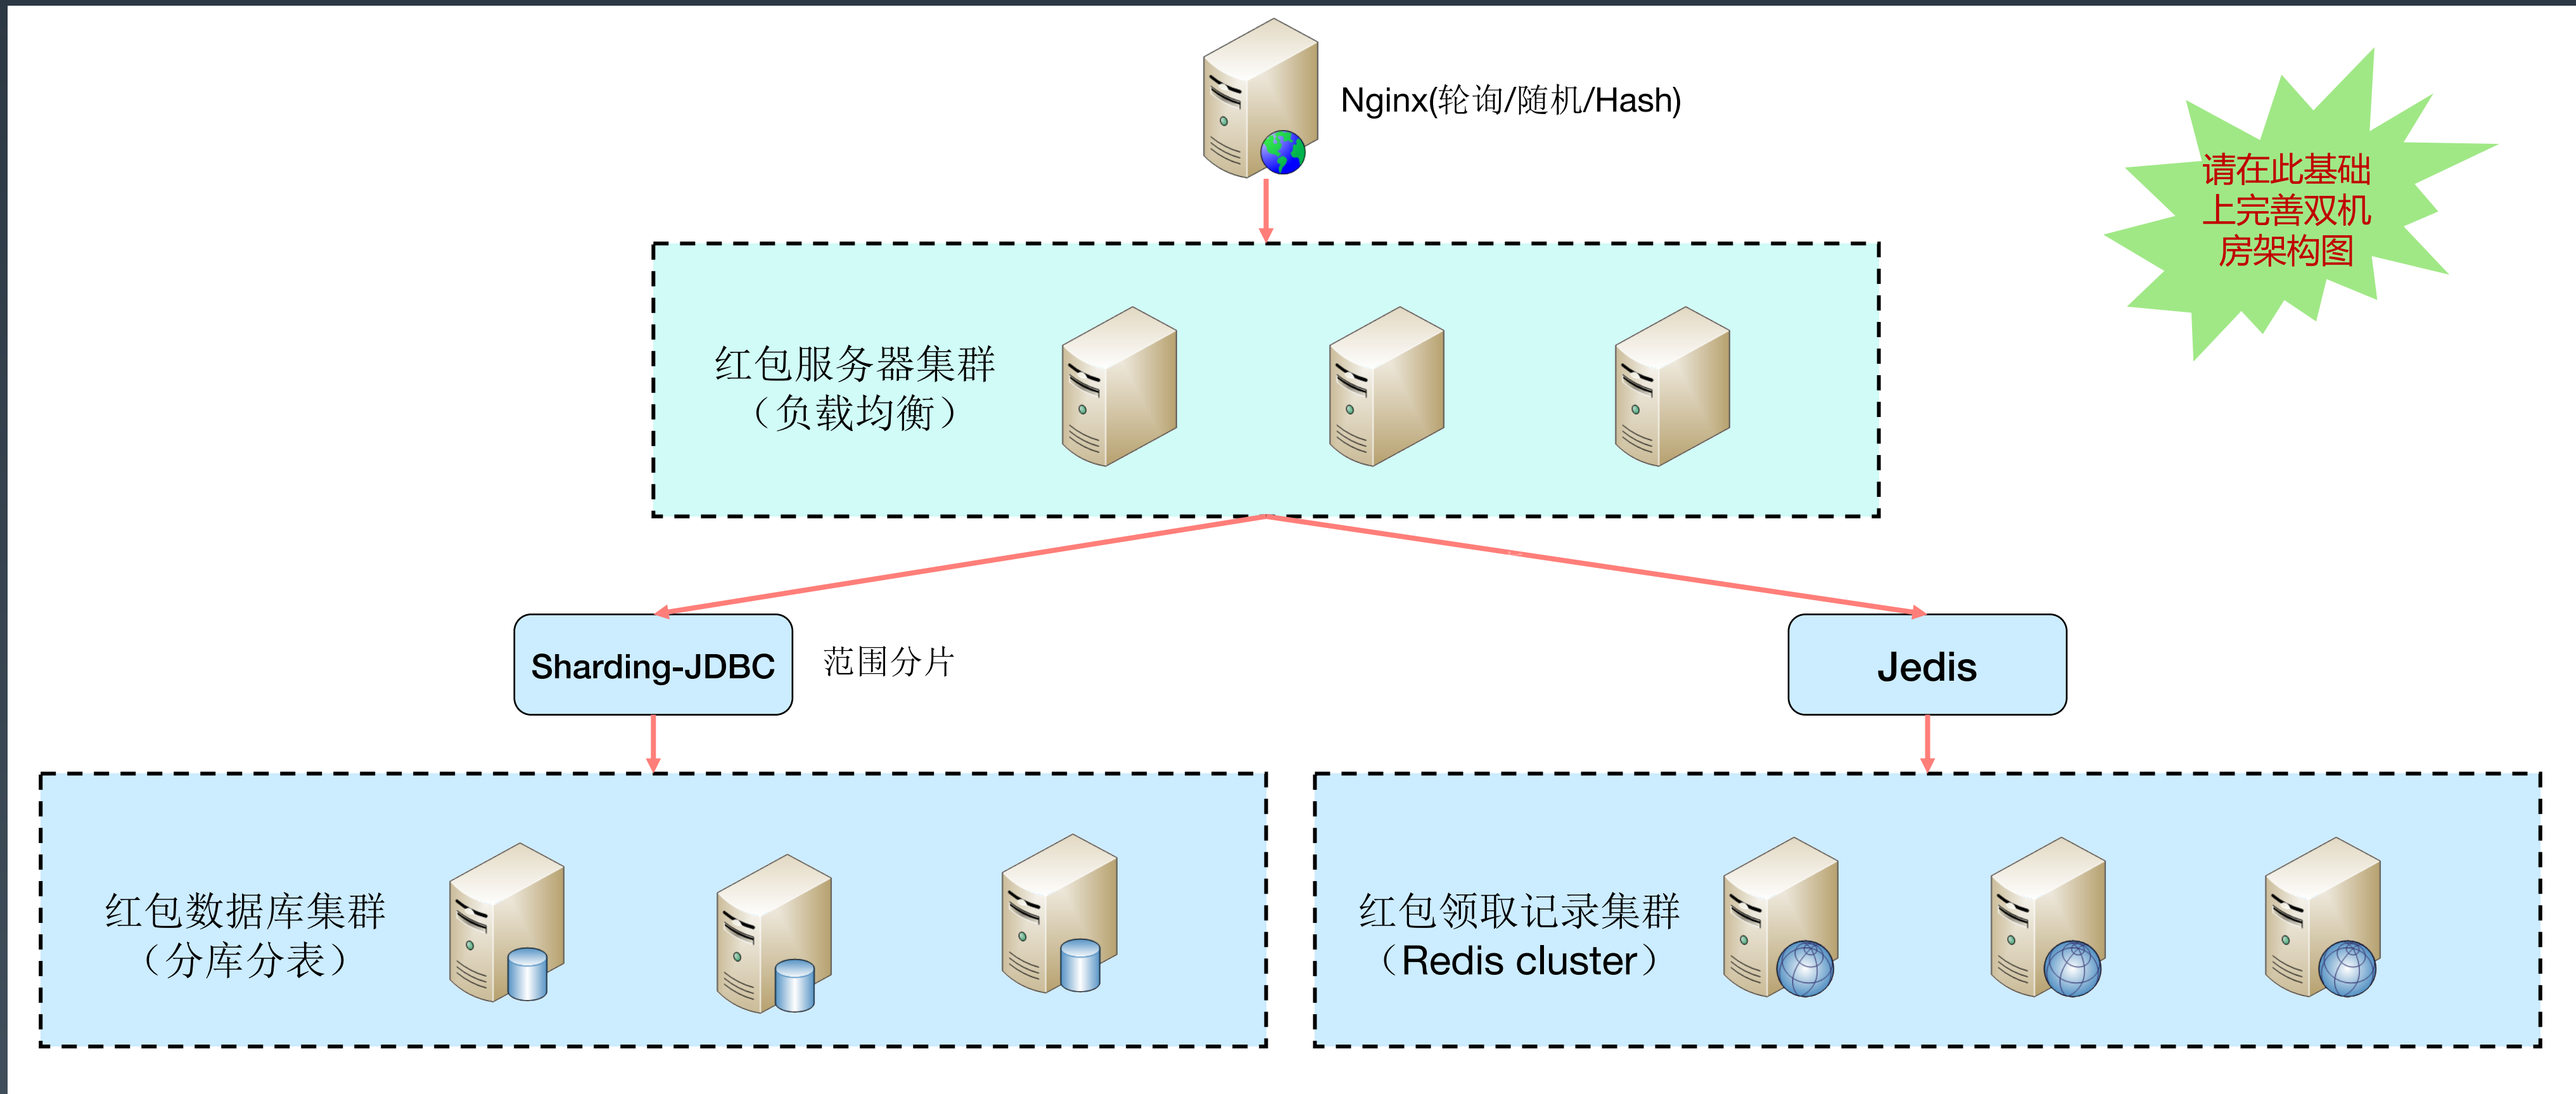 Nginx(轮询/随机/Hash)
请在此基础
上完善双机
房架构图
红包服务器集群
（负载均衡）
Sharding-JDBC
范围分片
Jedis
红包数据库集群
（分库分表）
红包领取记录集群
（Redis cluster）